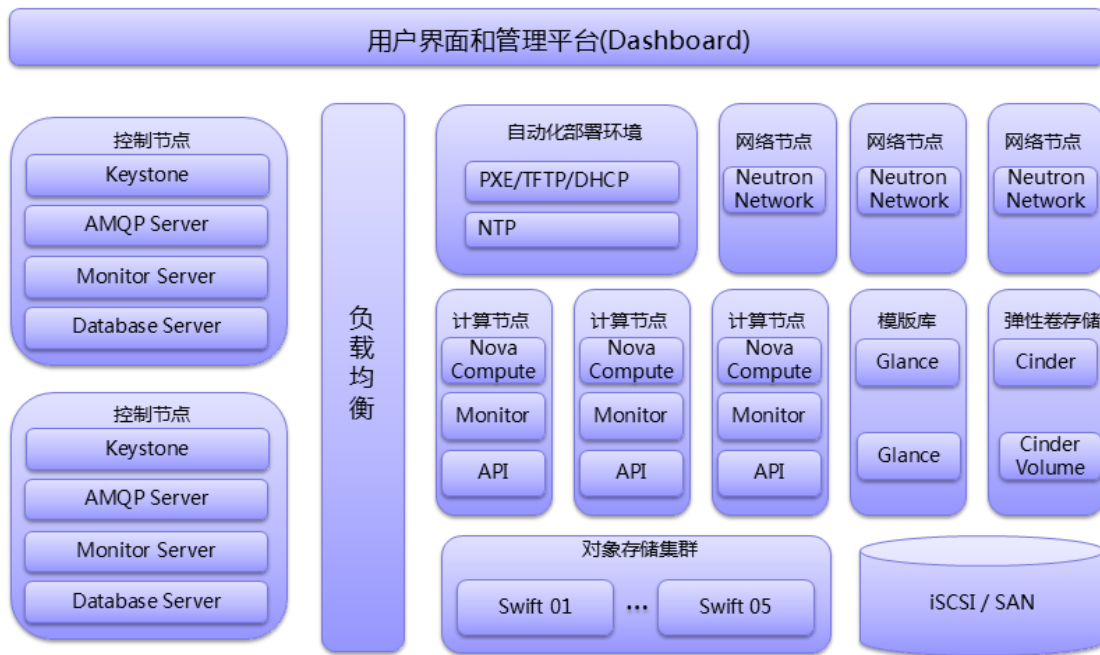 用户界面和管理平台(Dashboard)
控制节点
Keystone
AMQP Server
Monitor Server
Database Server
控制节点
Keystone
AMQP Server
Monitor Server
Database Server
负
载
均
衡
自动化部署环境
PXE/TFTP/DHCP
NTP
网络节点
Neutron
Network
网络节点
Neutron
Network
网络节点
Neutron
Network
计算节点
Nova
Compute
Monitor
API
计算节点
Nova
Compute
Monitor
API
计算节点
Nova
Compute
Monitor
API
模版库
Glance
Glance
弹性卷存储
Cinder
Cinder
Volume
对象存储集群
Swift 01
...
Swift 05
iSCSI / SAN